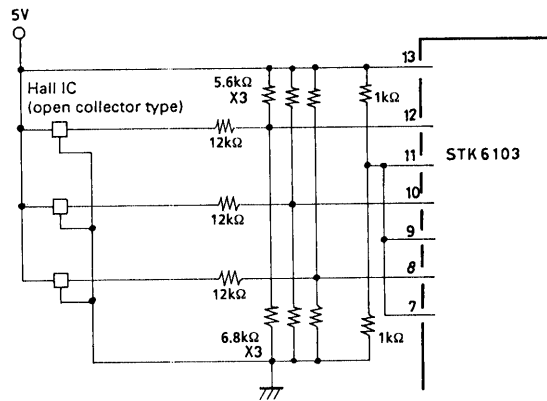 5V
13
Hall IC
(open collector type)
5.6kΩ
X3
1kΩ
12
12kΩ
11
STK6103
10
12kΩ
9
8
12kΩ
7
6.8kΩ
X3
1kΩ